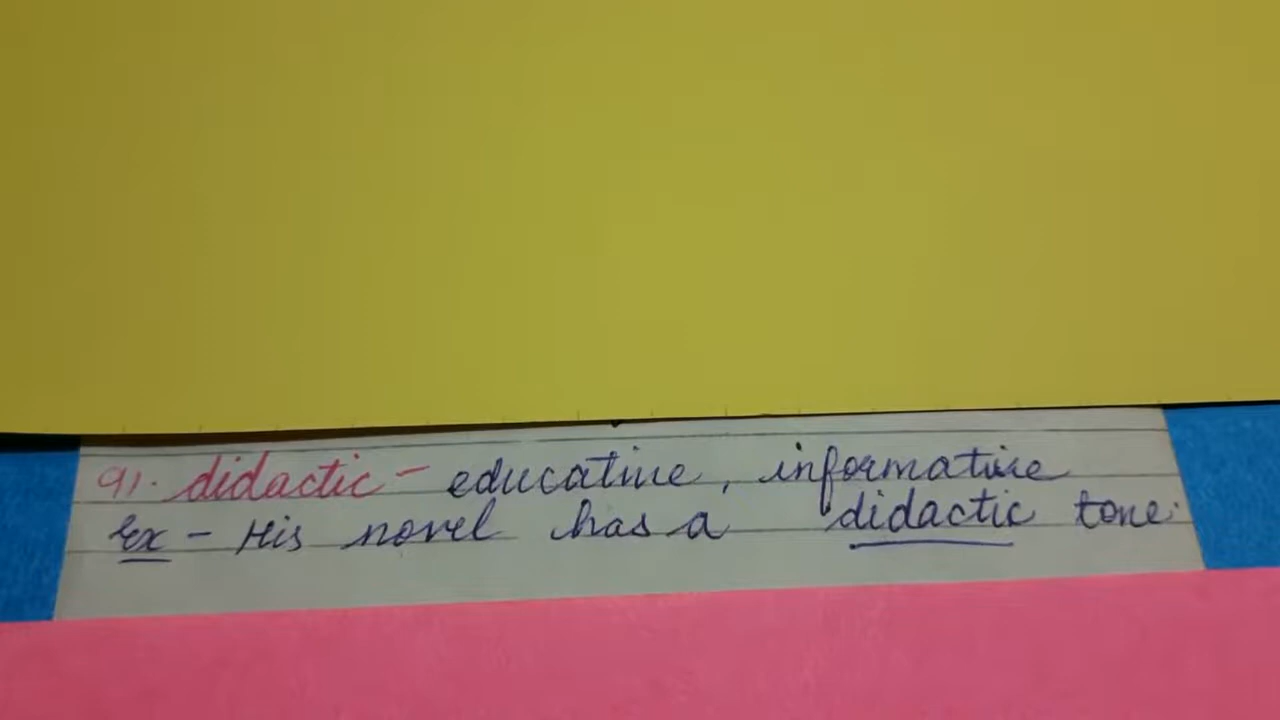 91. didactic - educative, informative
Ex - His novel has a didactic tone.